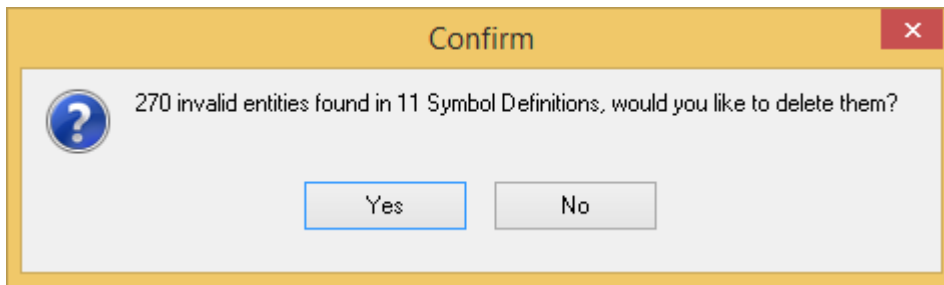 Confirm
270 invalid entities found in 11 Symbol Definitions, would you like to delete them?
Yes
No